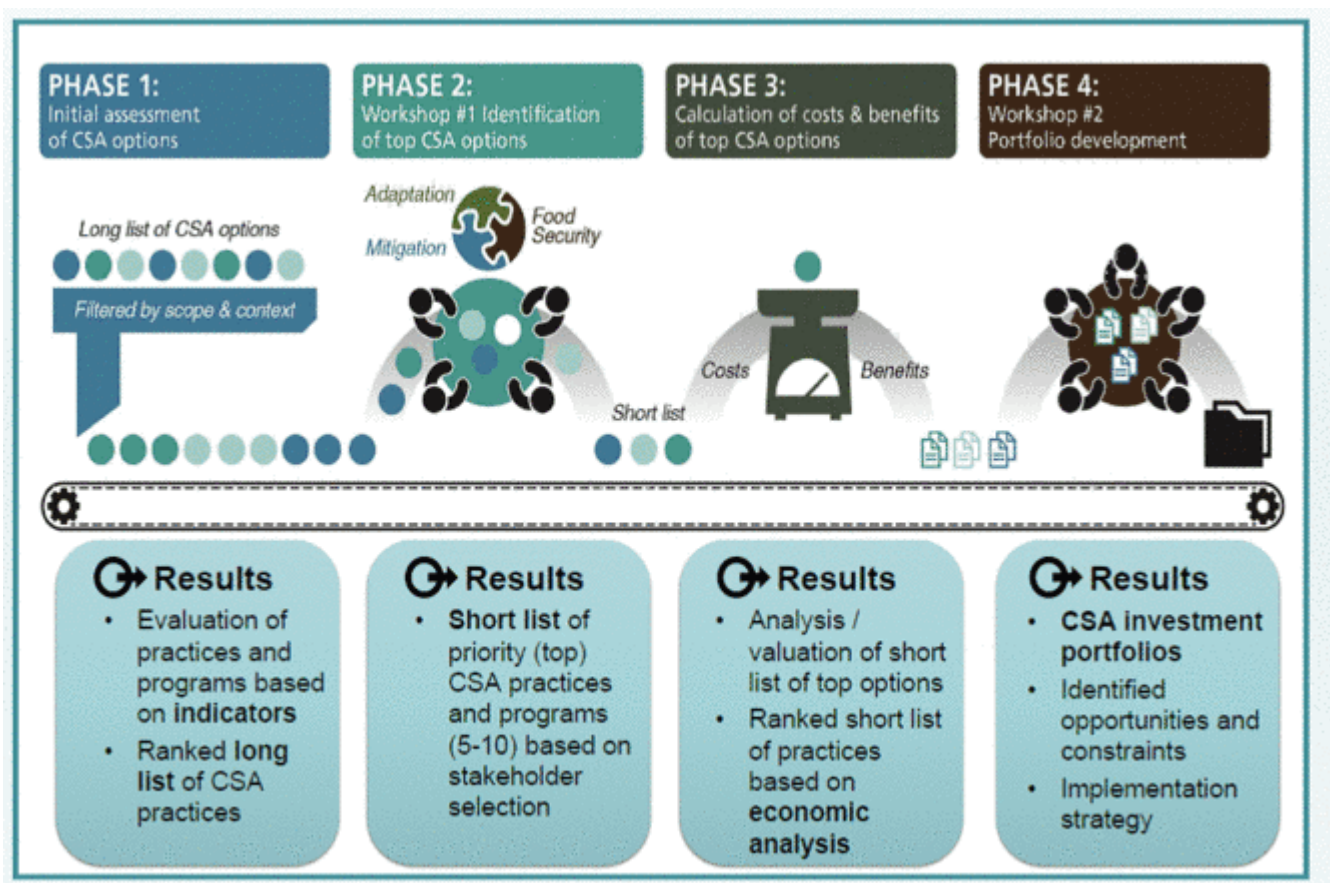 PHASE 1:
Initial assessment
of CSA options
PHASE 2:
Workshop #1 Identification
of top CSA options
PHASE 3:
Calculation of costs & benefits
of top CSA options
PHASE 4:
Workshop #2
Portfolio development
Long list of CSA options
Filtered by scope & context
Adaptation
Mitigation
Food
Security
Short list
Costs
Benefits
Results
• Evaluation of
practices and
programs based
on indicators
• Ranked long
list of CSA
practices
Results
• Short list of
priority (top)
CSA practices
and programs
(5-10) based on
stakeholder
selection
Results
• Analysis /
valuation of short
list of top options
• Ranked short list
of practices
based on
economic
analysis
Results
• CSA investment
portfolios
• Identified
opportunities and
constraints
• Implementation
strategy